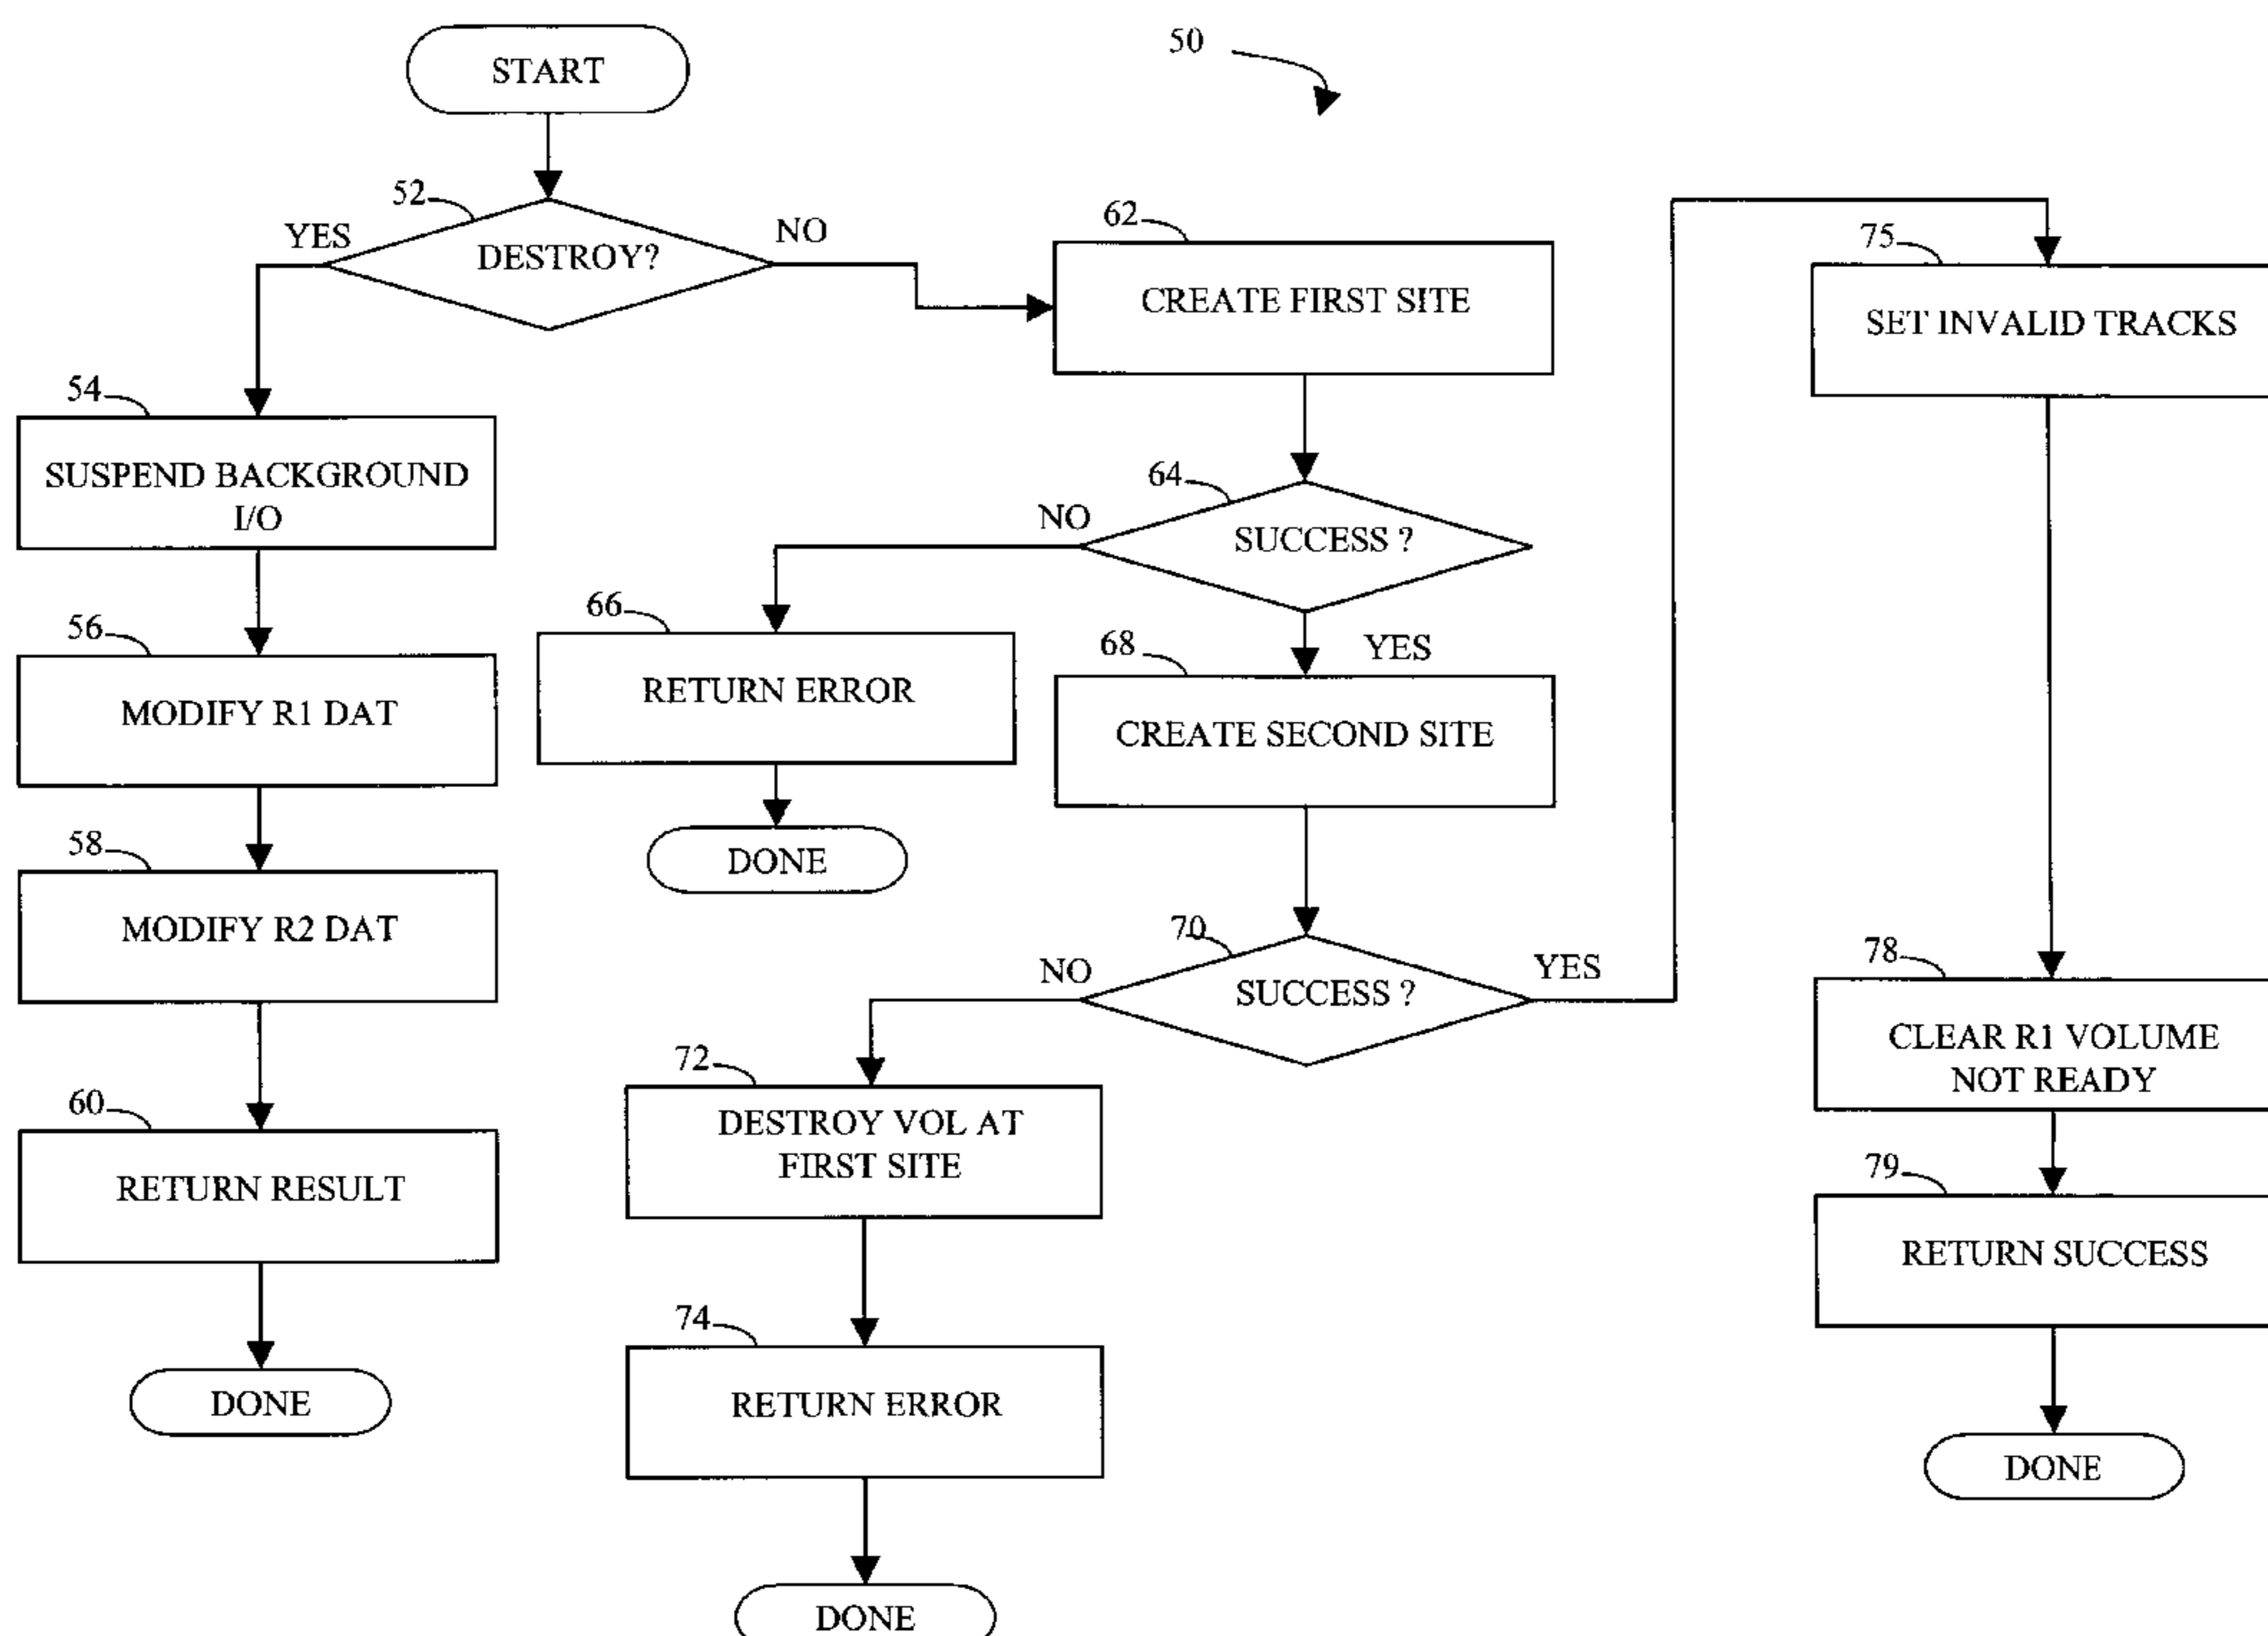 START
50
52
YES
DESTROY?
NO
62
CREATE FIRST SITE
75
SET INVALID TRACKS
54
SUSPEND BACKGROUND
I/O
64
NO
SUCCESS ?
YES
56
MODIFY R1 DAT
66
RETURN ERROR
DONE
68
CREATE SECOND SITE
58
MODIFY R2 DAT
70
NO
SUCCESS ?
YES
78
CLEAR R1 VOLUME
NOT READY
60
RETURN RESULT
DONE
72
DESTROY VOL AT
FIRST SITE
74
RETURN ERROR
DONE
79
RETURN SUCCESS
DONE